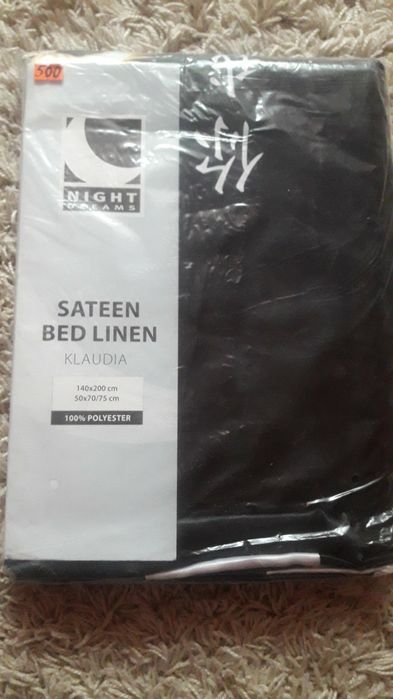 500
NIGHT
DREAMS
SATEEN
BED LINEN
KLAUDIA
140x200 cm
50x70/75 cm
100% POLYESTER